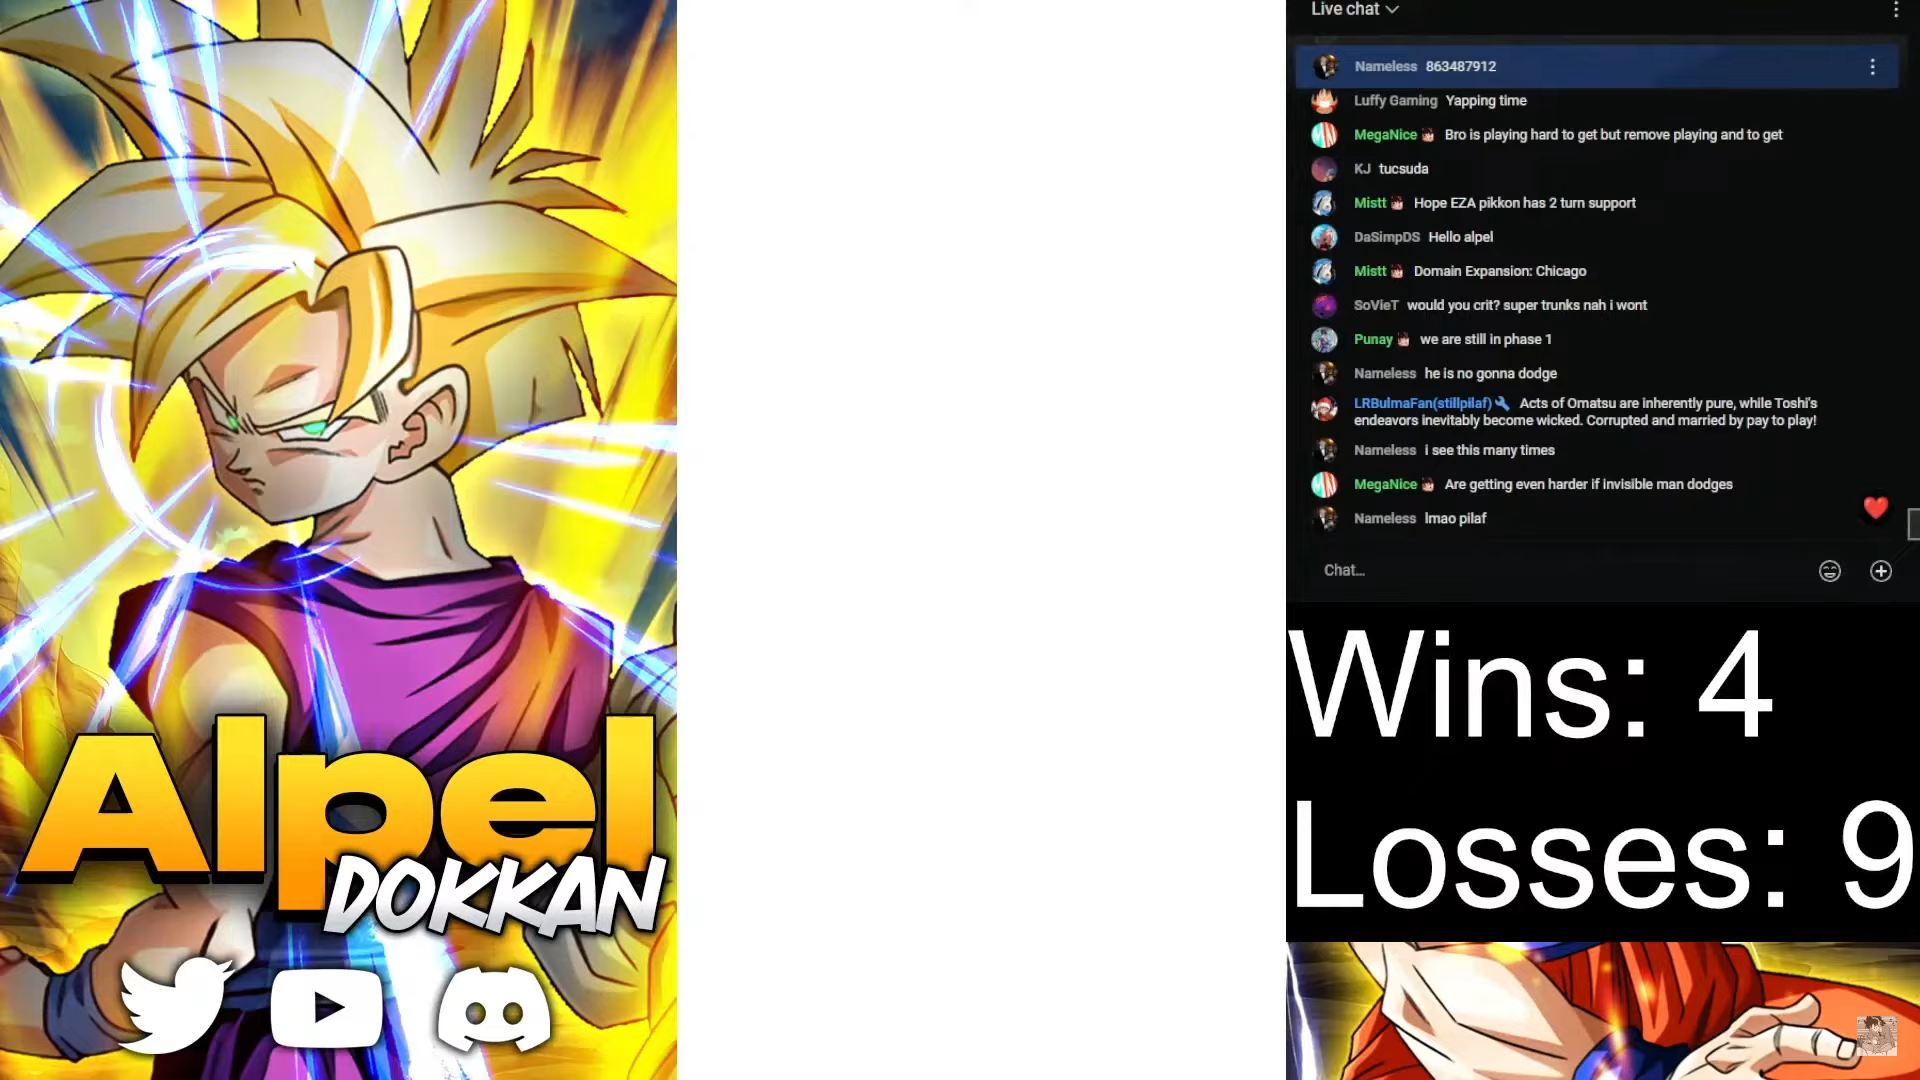 Alpel
DOKKAN
Live chat
Nameless 863487912
Luffy Gaming Yapping time
MegaNice Bro is playing hard to get but remove playing and to get
KJ tucsuda
Mistt Hope EZA pikkon has 2 turn support
DaSimpDS Hello alpel
Mistt Domain Expansion: Chicago
SoVieT would you crit? super trunks nah i wont
Punay we are still in phase 1
Nameless he is no gonna dodge
LRBulmaFan(stillpilaf) Acts of Omatsu are inherently pure, while Toshi's
endeavors inevitably become wicked. Corrupted and married by pay to play!
Nameless i see this many times
MegaNice Are getting even harder if invisible man dodges
Nameless lmao pilaf
Chat...
Wins: 4
Losses: 9